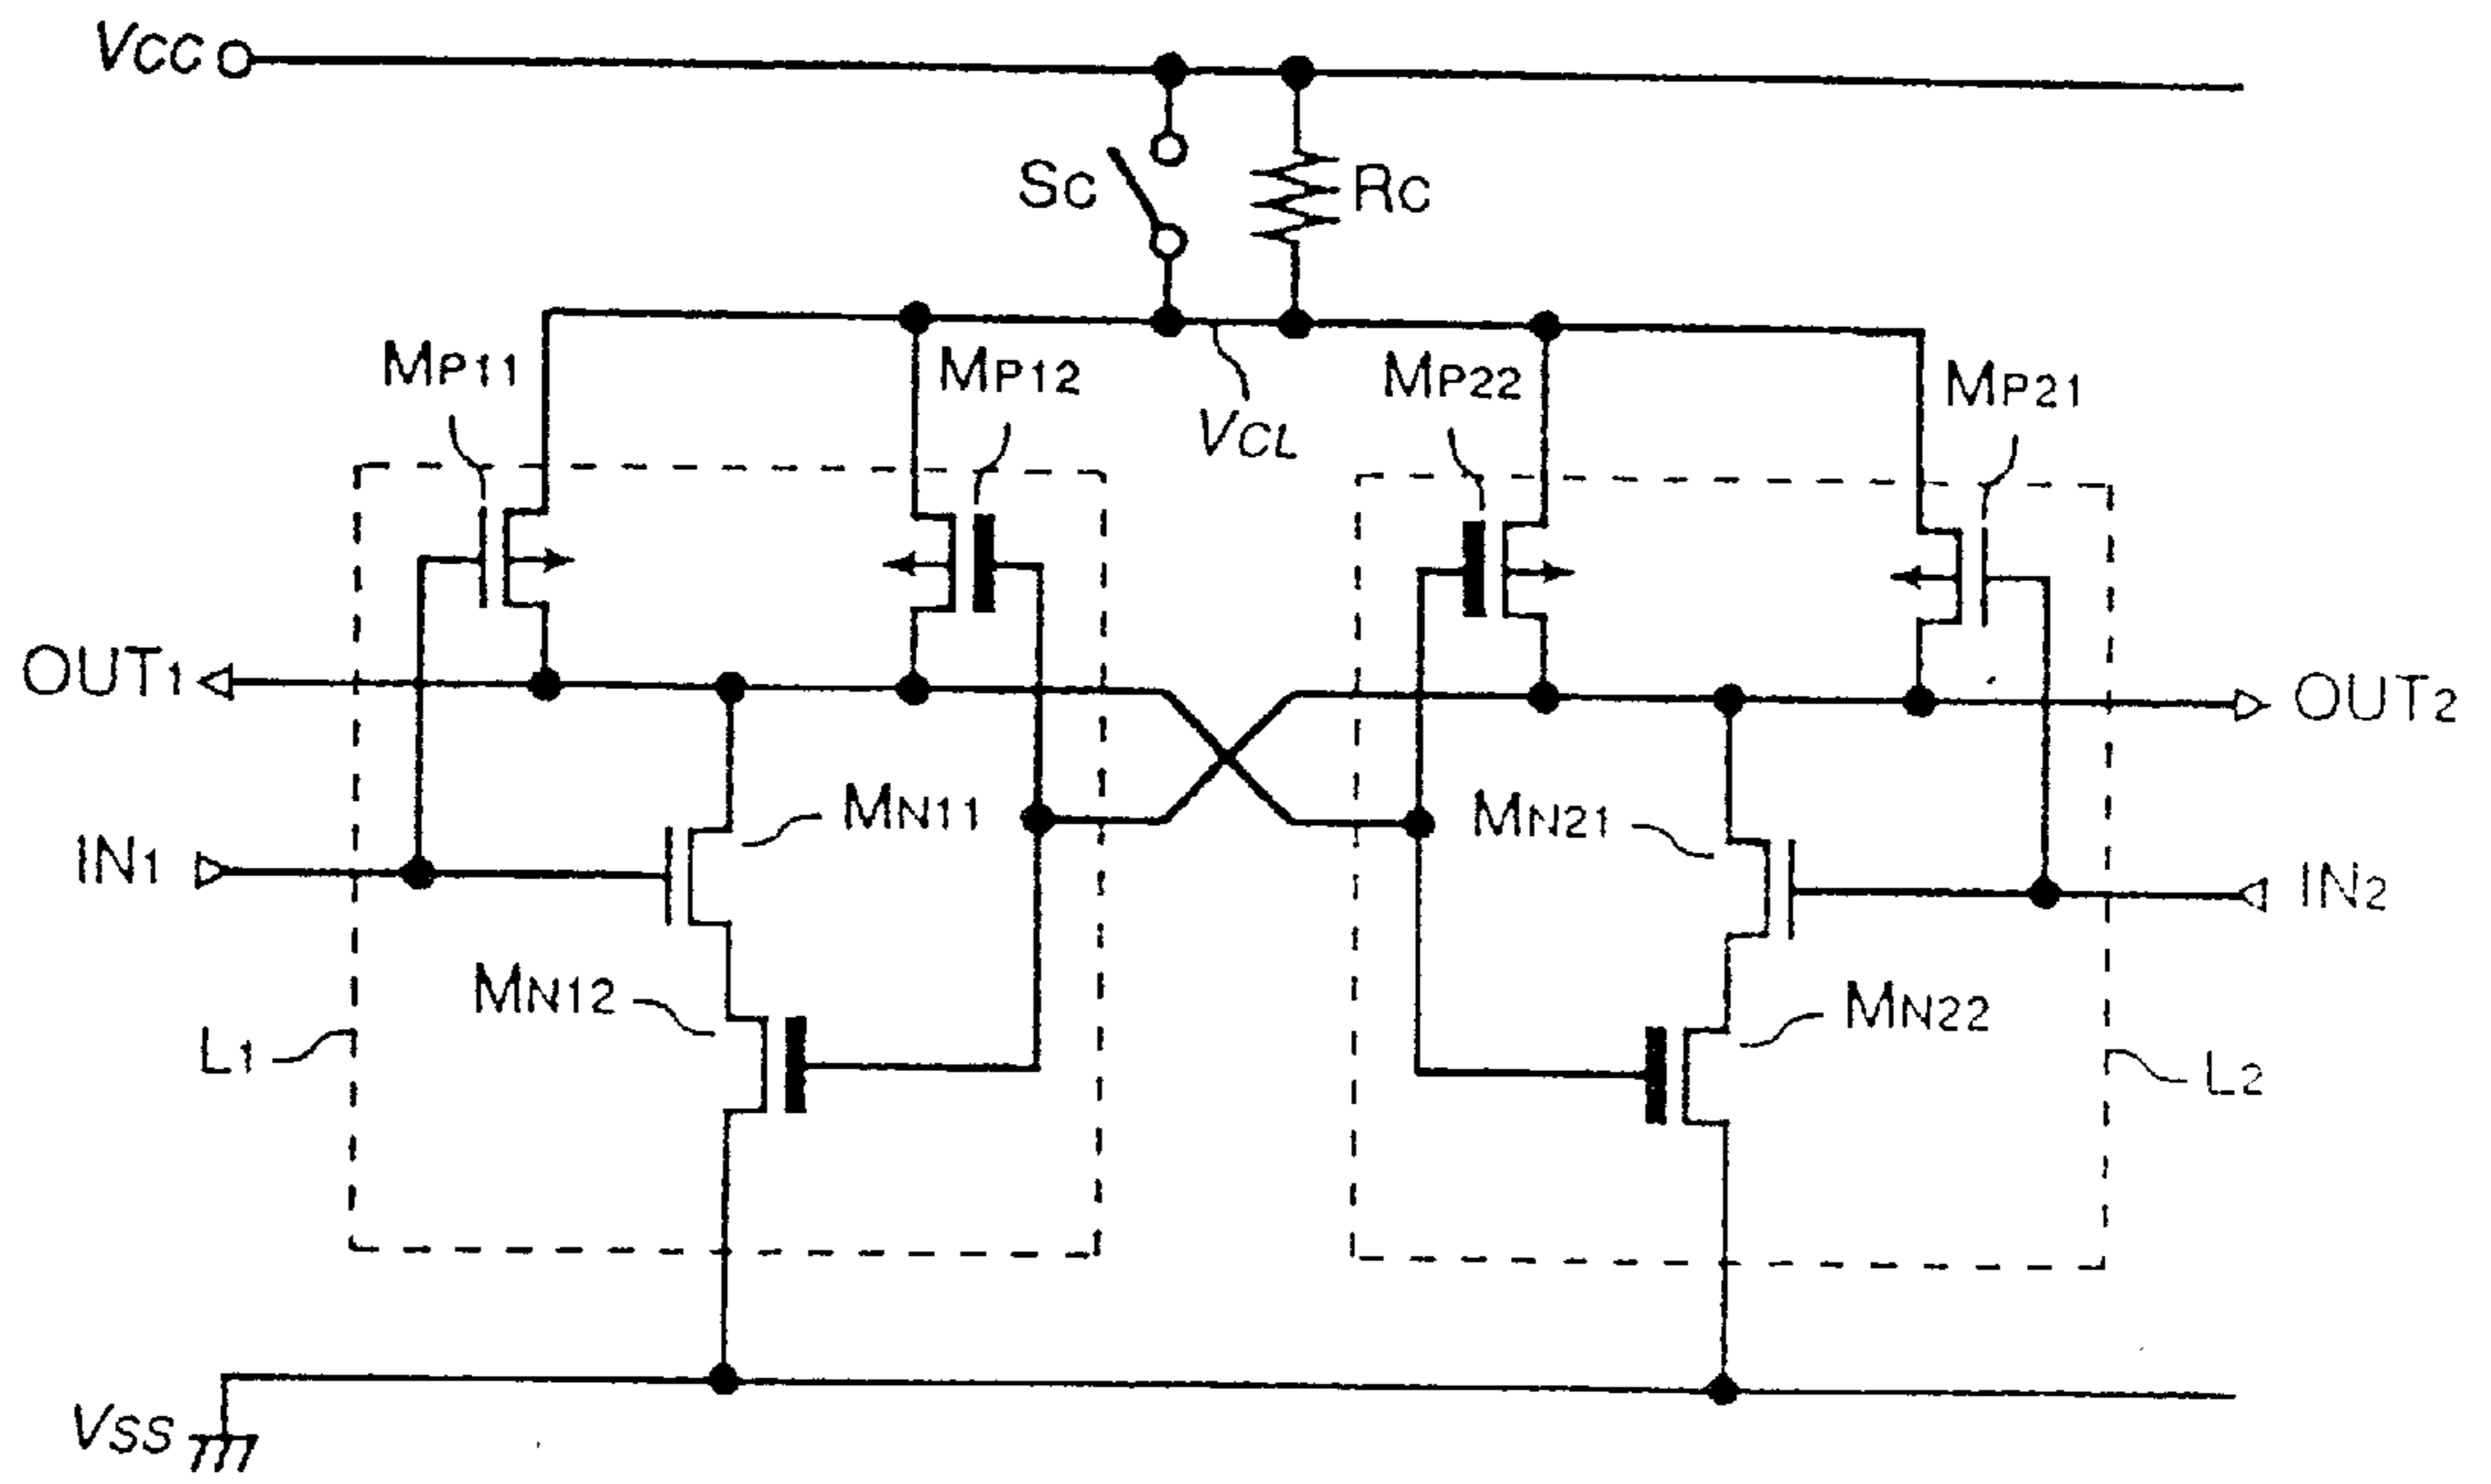 VCC
SC
RC
MP11
MP12
VCL
MP22
MP21
OUT1
OUT2
MN11
MN21
IN1
IN2
MN12
MN22
L1
L2
VSS